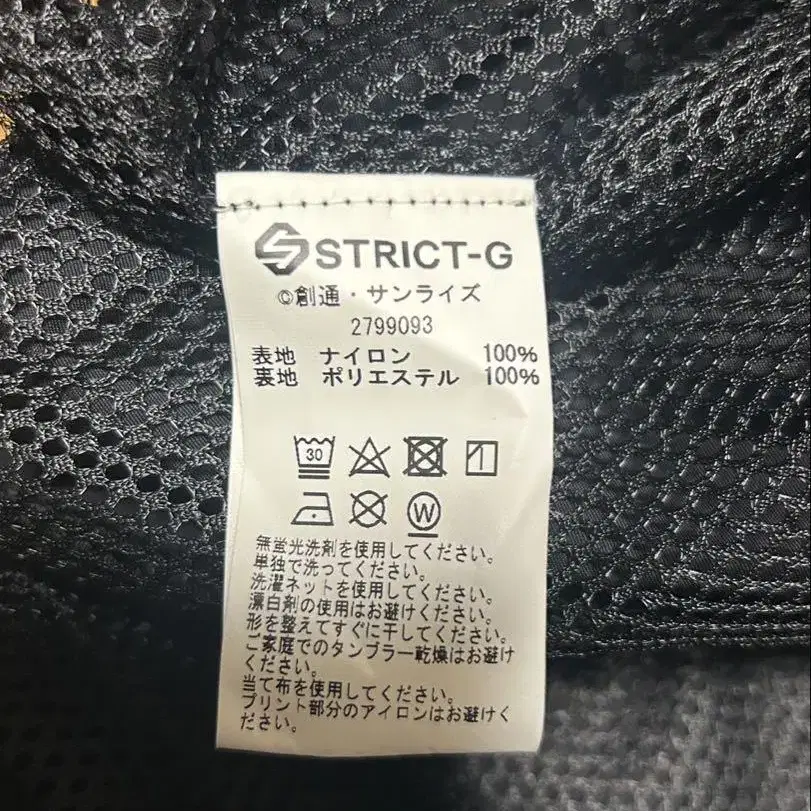 STRICT-G
©創通・サンライズ
2799093
表地 ナイロン 100%
裏地 ポリエステル 100%
30
W
無蛍光洗剤を使用してください。
単独で洗ってください。
洗濯ネットを使用してください。
漂白剤の使用はお避けください。
形を整えてすぐに干してください。
ご家庭でのタンブラー乾燥はお避け
ください。
当て布を使用してください。
プリント部分のアイロンはお避けく
ださい。